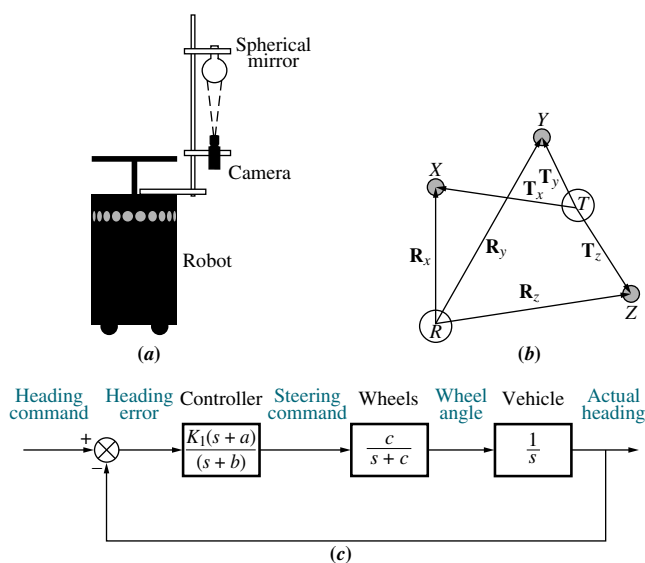 Spherical
mirror
Camera
Robot
(a)
Y
X
T
T_x
T_y
R_x
R_y
T_z
R_z
R
Z
(b)
Heading
command
Heading
error
Controller
Steering
command
Wheels
Wheel
angle
Vehicle
Actual
heading
+
−
K_1(s + a)
(s + b)
c
s + c
1
s
(c)